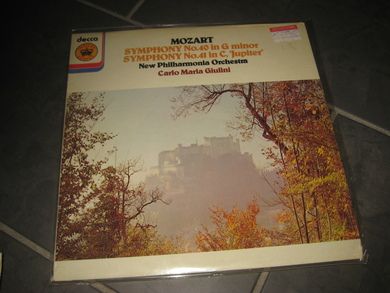 decca
MOZART
SYMPHONY No.40 in G minor
SYMPHONY No.41 in C, 'Jupiter'
New Philharmonia Orchestra
Carlo Maria Giulini